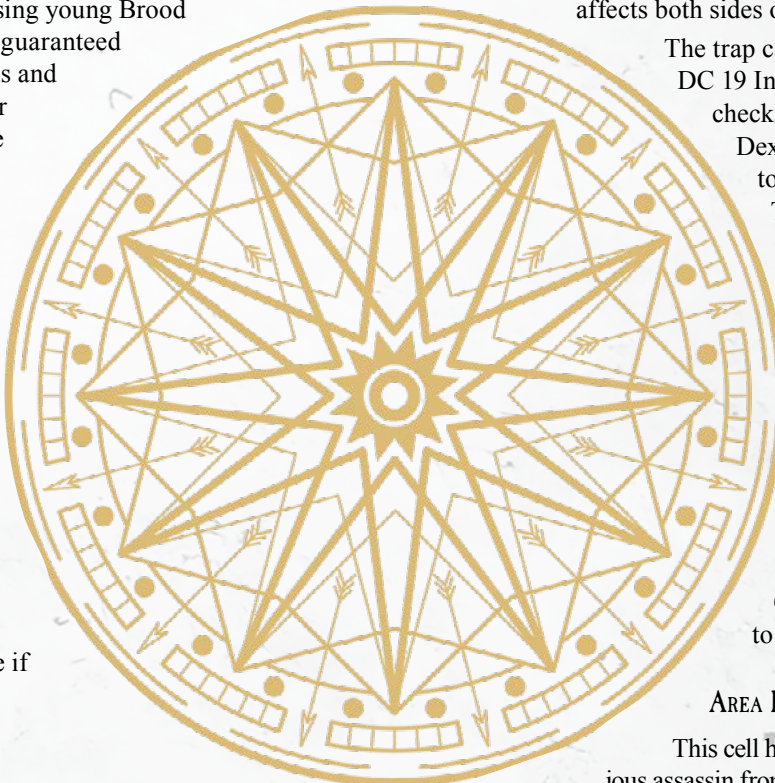 sing young Brood
guaranteed
s and
r
e
e if
affects both sides o
The trap c
DC 19 In
check
Dex
to
to
AREA
This cell h
ious assassin from